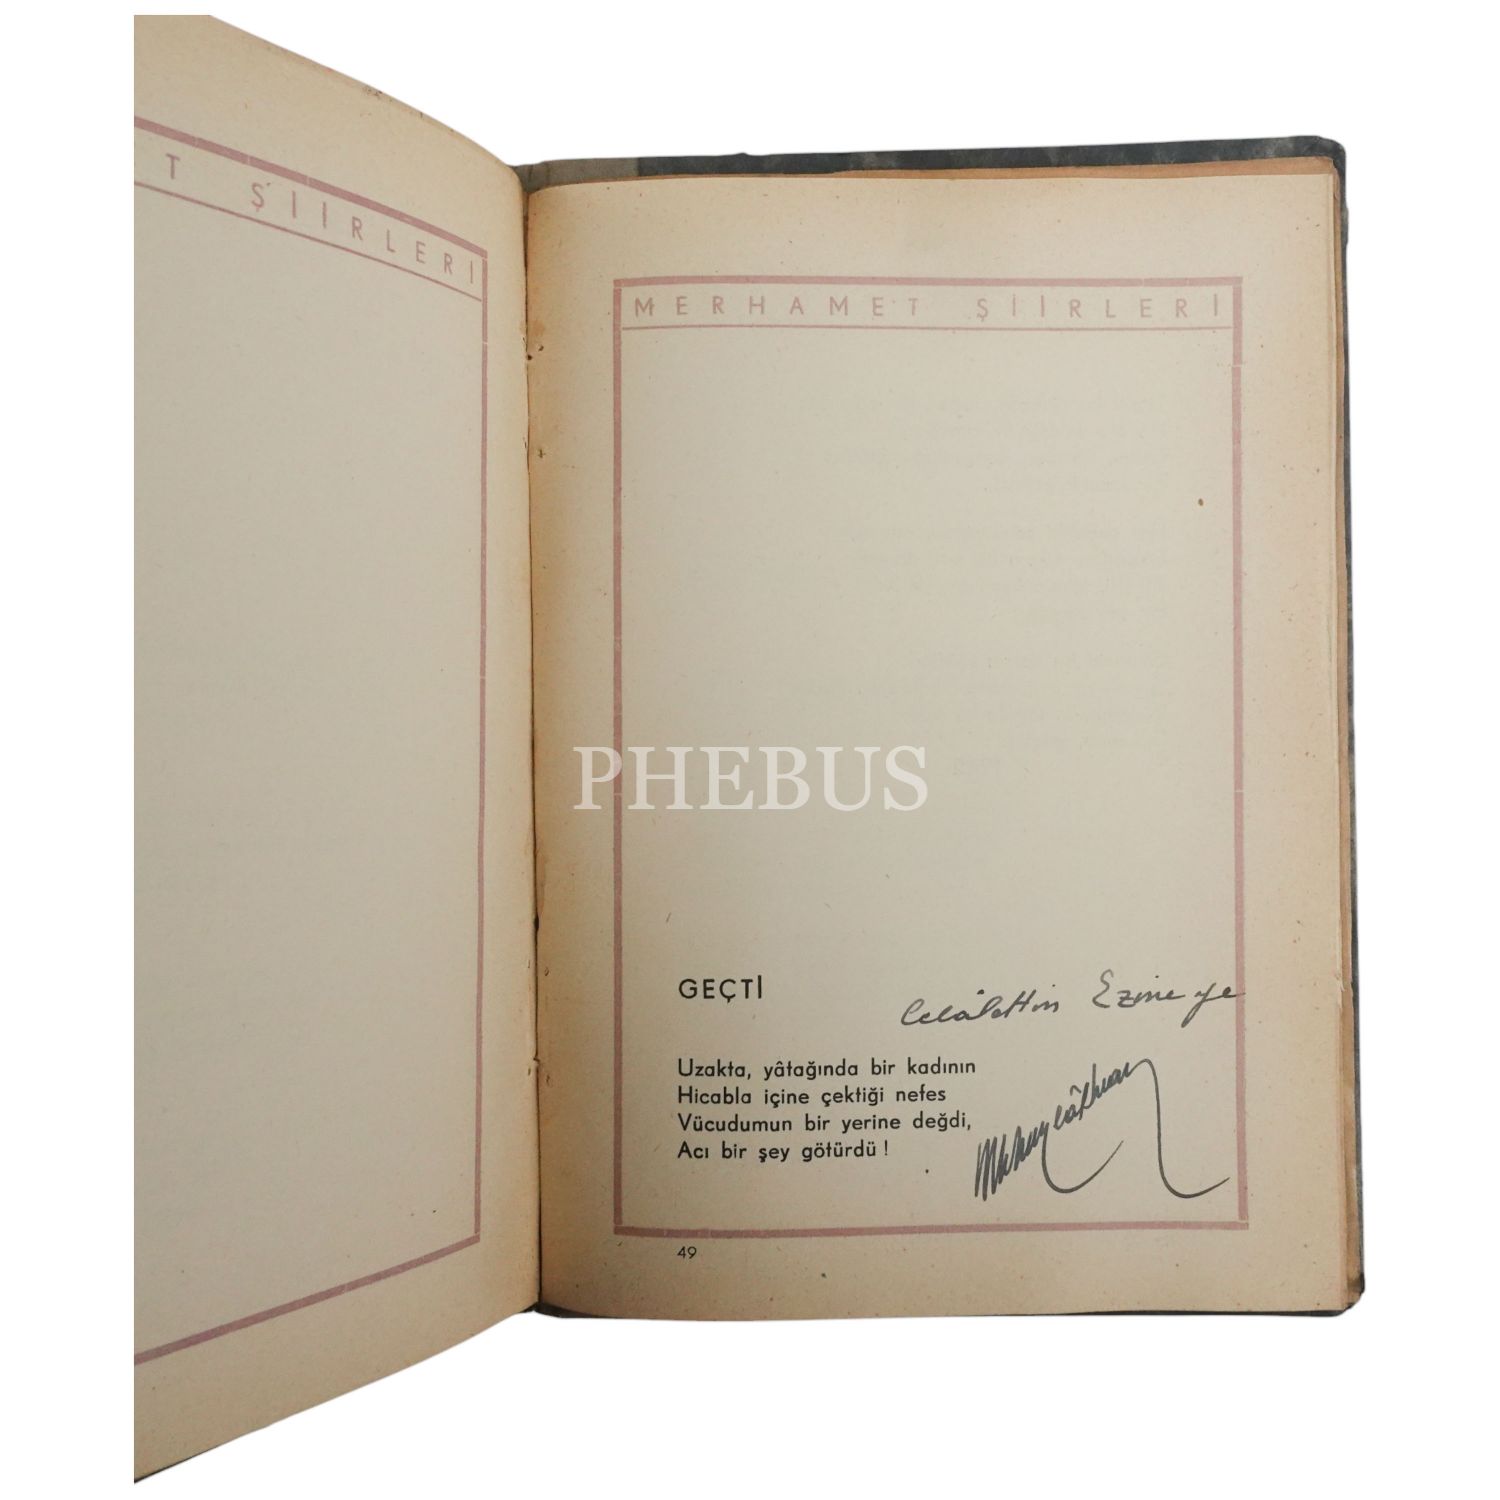 T ŞİİRLERİ
MERHAMET ŞİİRLERİ
PHEBUS
GEÇTİ
Celâlettin Ezine ye
Uzakta, yâtağında bir kadının
Hicabla içine çektiği nefes
Vücudumun bir yerine değdi,
Acı bir şey götürdü !
49